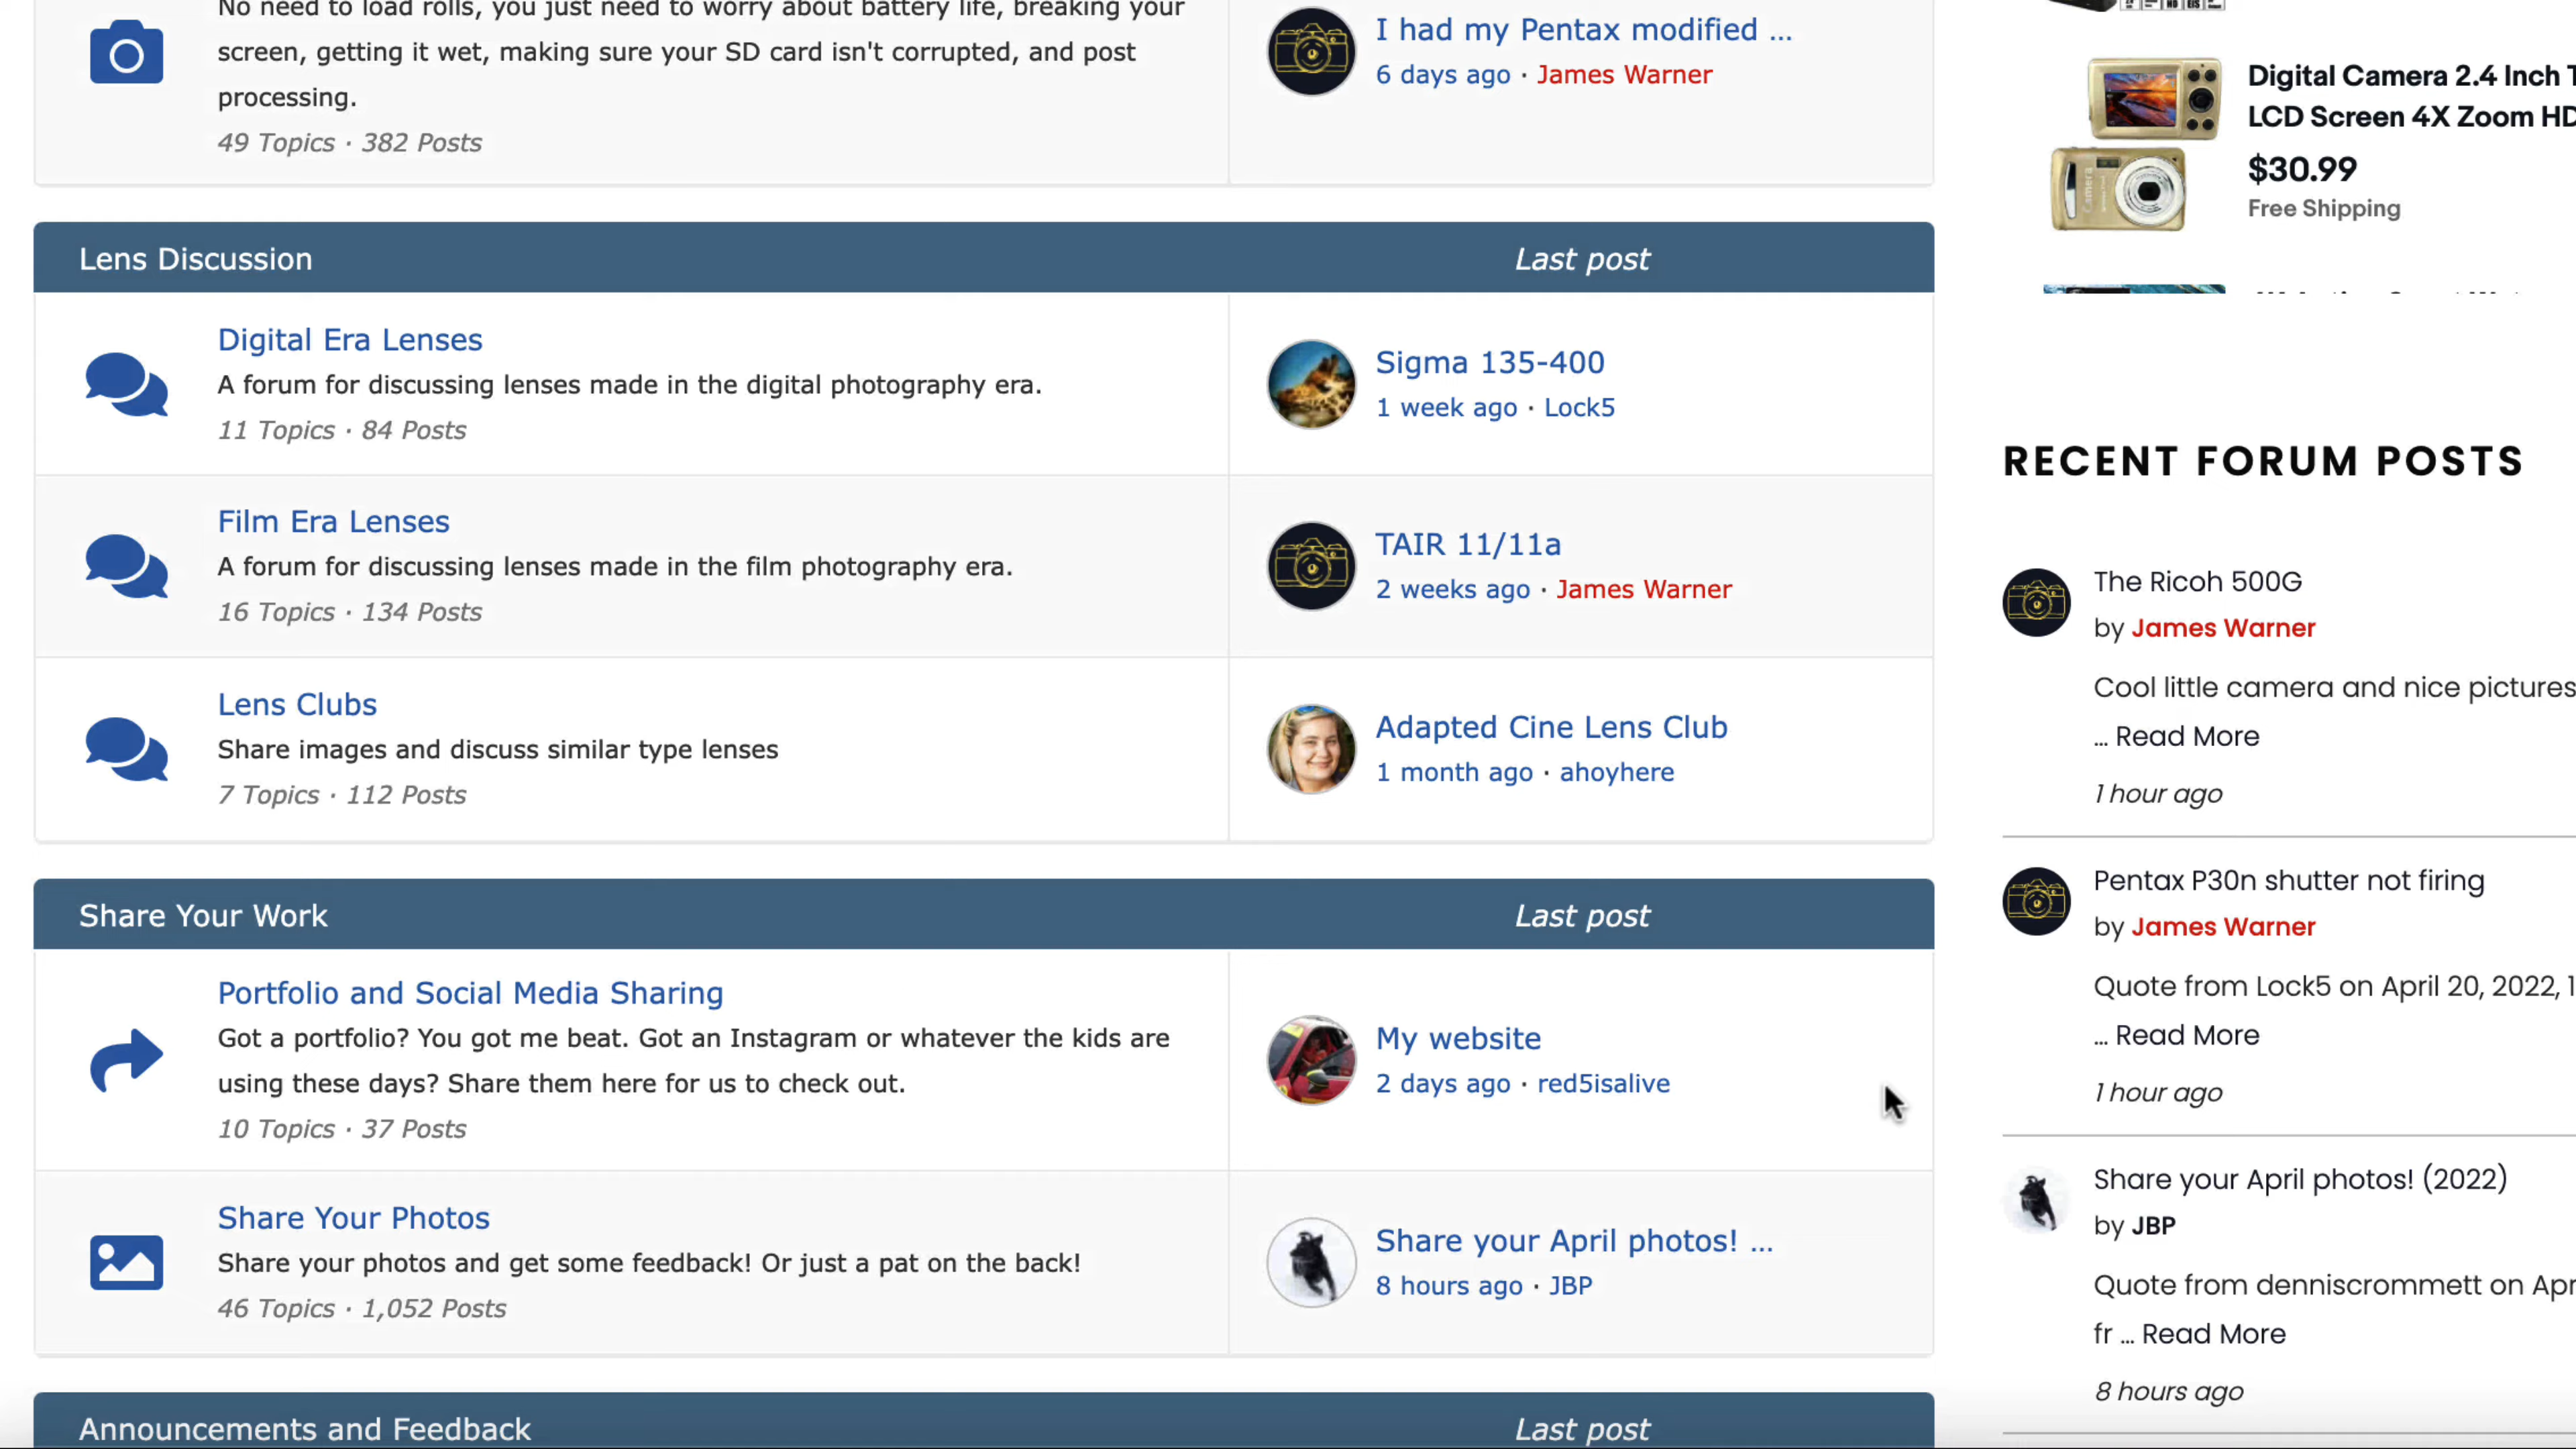 No need to load rolls, you just need to worry about battery life, breaking your
screen, getting it wet, making sure your SD card isn't corrupted, and post
processing.
49 Topics · 382 Posts
I had my Pentax modified ...
6 days ago · James Warner
Lens Discussion
Last post
Digital Era Lenses
A forum for discussing lenses made in the digital photography era.
11 Topics · 84 Posts
Sigma 135-400
1 week ago · Lock5
Film Era Lenses
A forum for discussing lenses made in the film photography era.
16 Topics · 134 Posts
TAIR 11/11a
2 weeks ago · James Warner
Lens Clubs
Share images and discuss similar type lenses
7 Topics · 112 Posts
Adapted Cine Lens Club
1 month ago · ahoyhere
Share Your Work
Last post
Portfolio and Social Media Sharing
Got a portfolio? You got me beat. Got an Instagram or whatever the kids are
using these days? Share them here for us to check out.
10 Topics · 37 Posts
My website
2 days ago · red5isalive
Share Your Photos
Share your photos and get some feedback! Or just a pat on the back!
46 Topics · 1,052 Posts
Share your April photos! ...
8 hours ago · JBP
Announcements and Feedback
Last post
Digital Camera 2.4 Inch
LCD Screen 4X Zoom HD
$30.99
Free Shipping
RECENT FORUM POSTS
The Ricoh 500G
by James Warner
Cool little camera and nice pictures
... Read More
1 hour ago
Pentax P30n shutter not firing
by James Warner
Quote from Lock5 on April 20, 2022, 1
... Read More
1 hour ago
Share your April photos! (2022)
by JBP
Quote from denniscrommett on Apr
fr ... Read More
8 hours ago